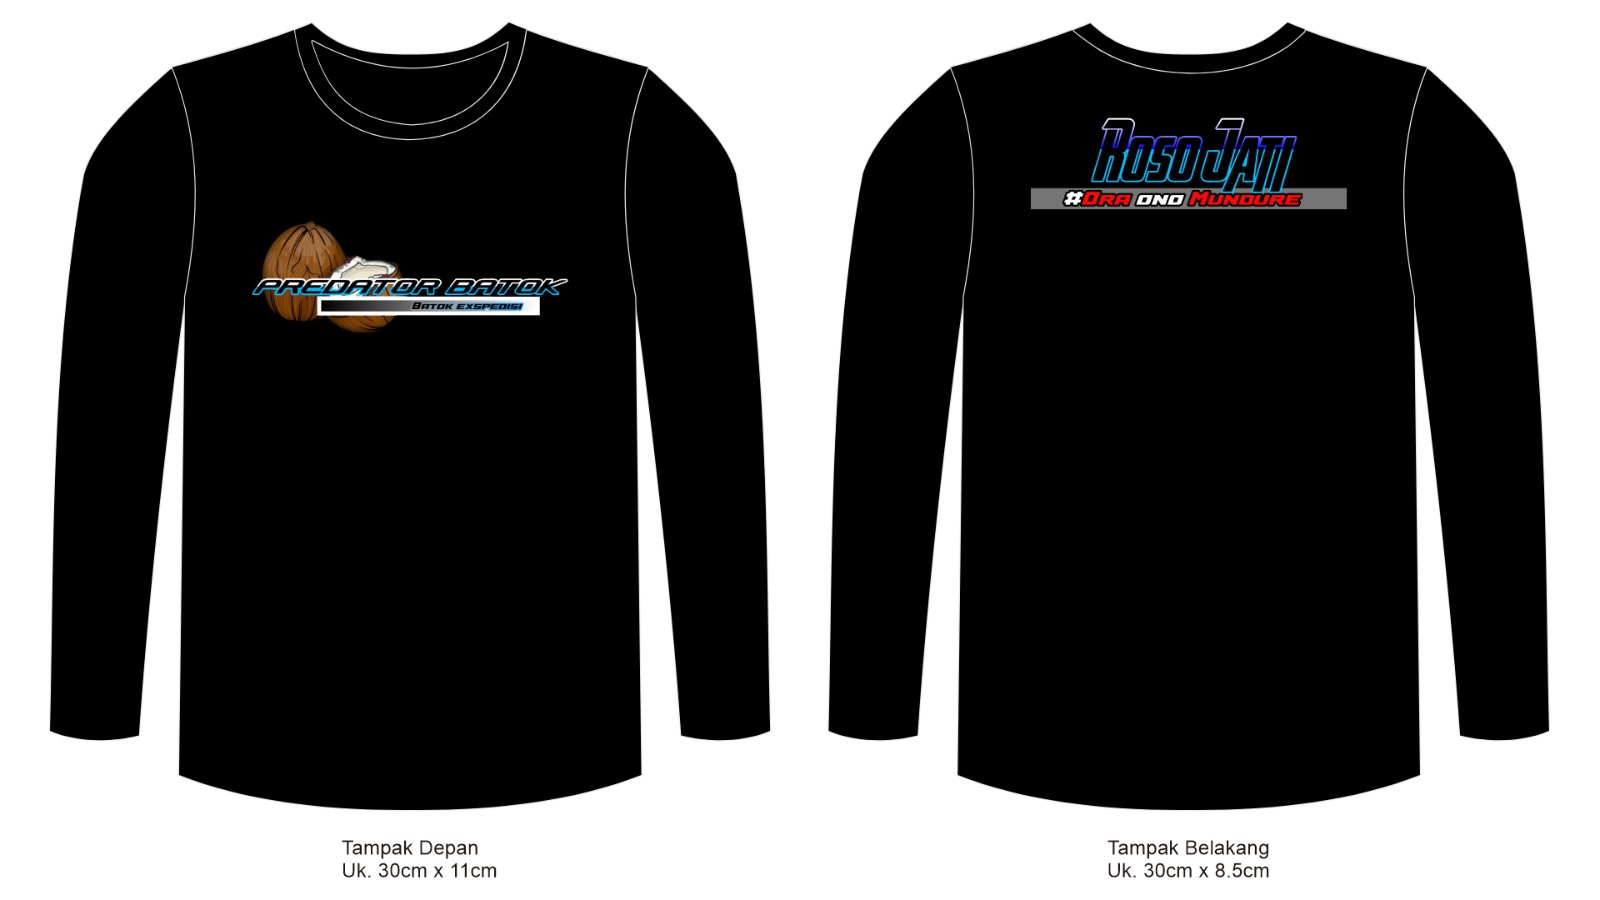 PREDATOR BATOK
BATOK EXSPEDISI
ROSO JATI
#ORA ONO MUNDURE
Tampak Depan
Uk. 30cm x 11cm
Tampak Belakang
Uk. 30cm x 8.5cm